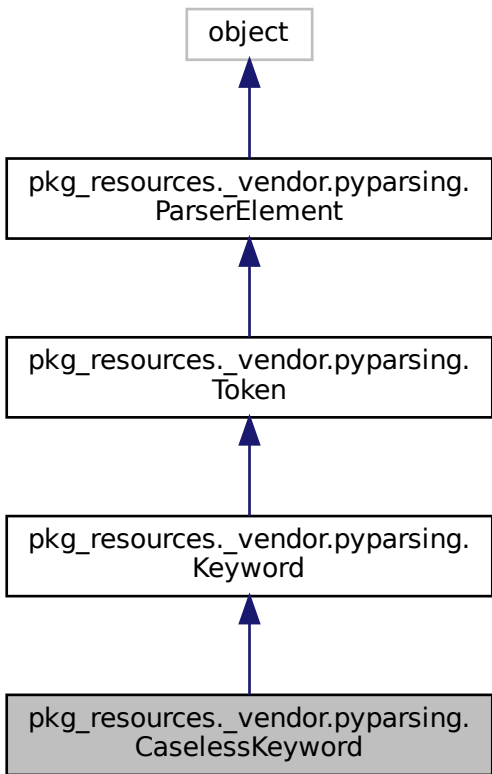 object
pkg_resources._vendor.pyparsing.
ParserElement
pkg_resources._vendor.pyparsing.
Token
pkg_resources._vendor.pyparsing.
Keyword
pkg_resources._vendor.pyparsing.
CaselessKeyword